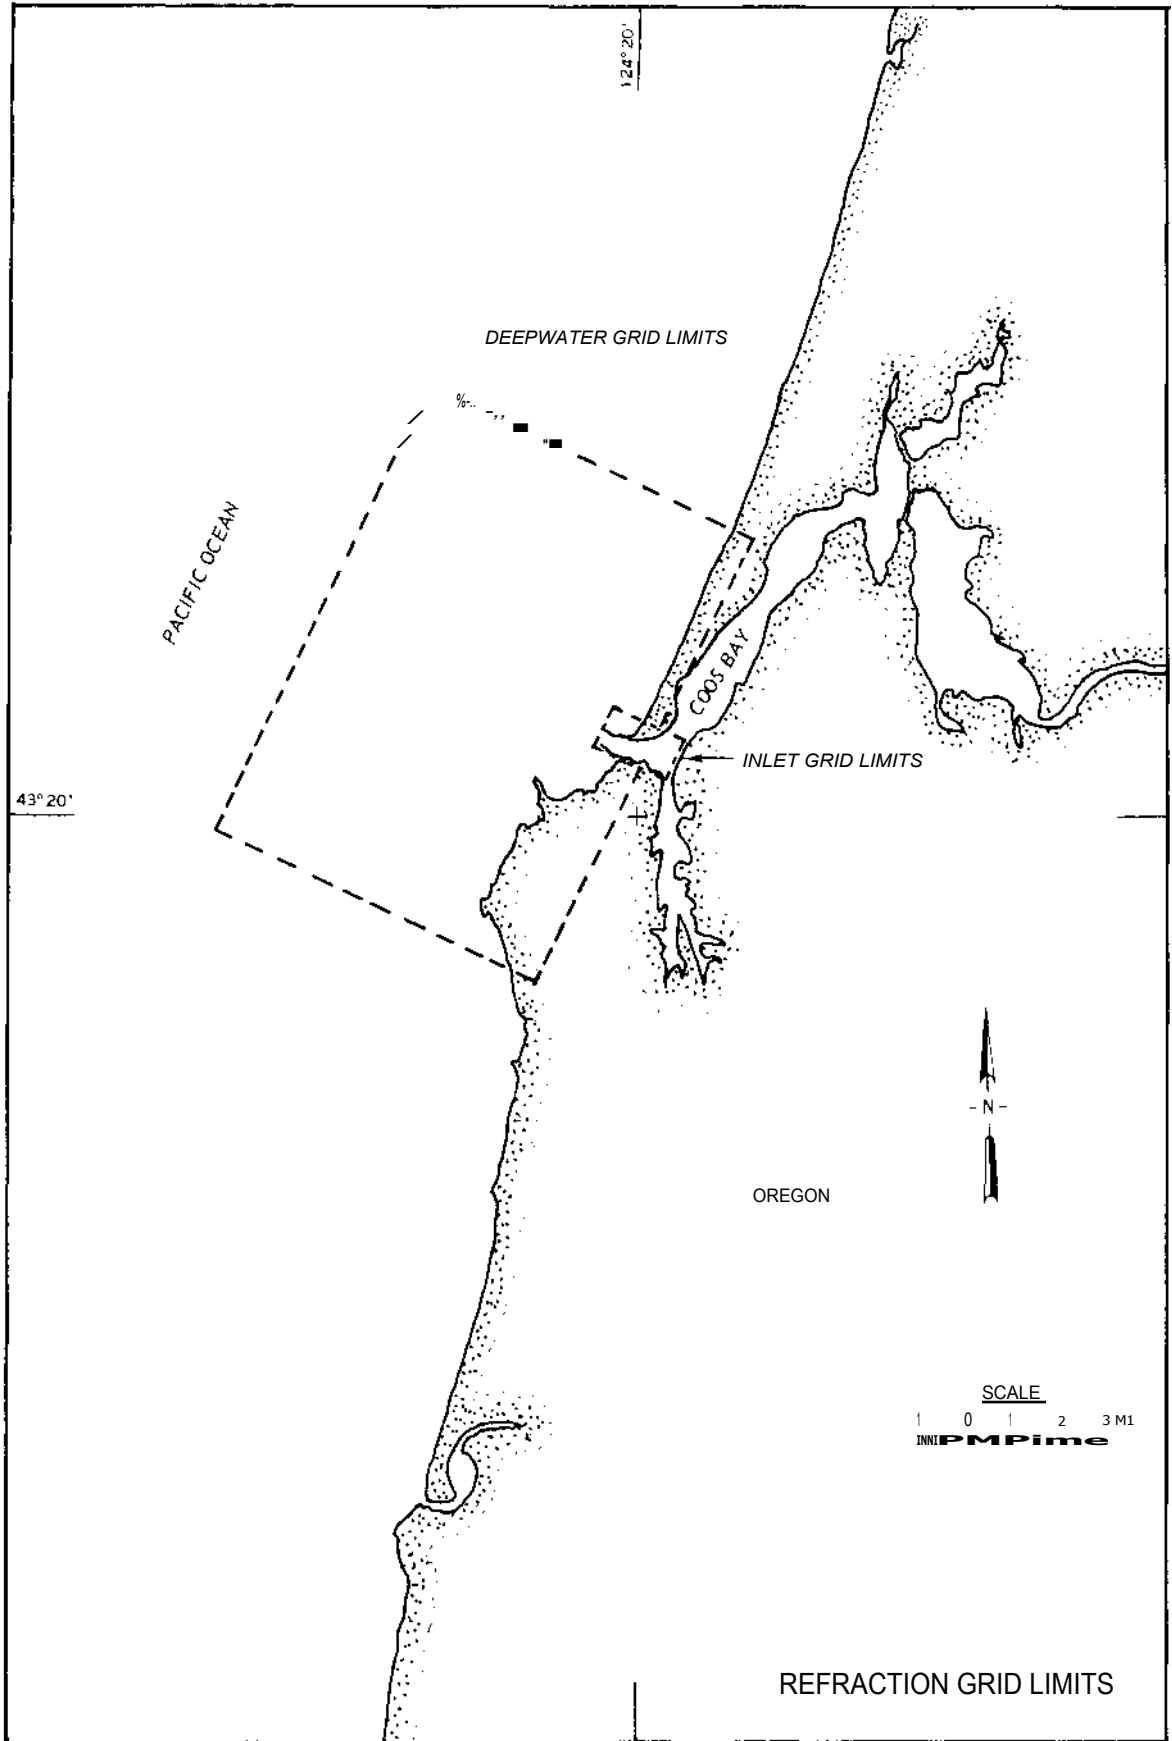 124° 20'
DEEPWATER GRID LIMITS
PACIFIC OCEAN
COOS BAY
INLET GRID LIMITS
43° 20'
- N -
OREGON
SCALE
1 0 1 2 3 M1
REFRACTION GRID LIMITS